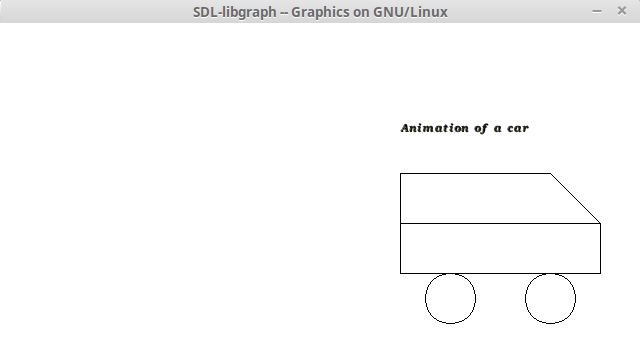 SDL-libgraph -- Graphics on GNU/Linux
Animation of a car